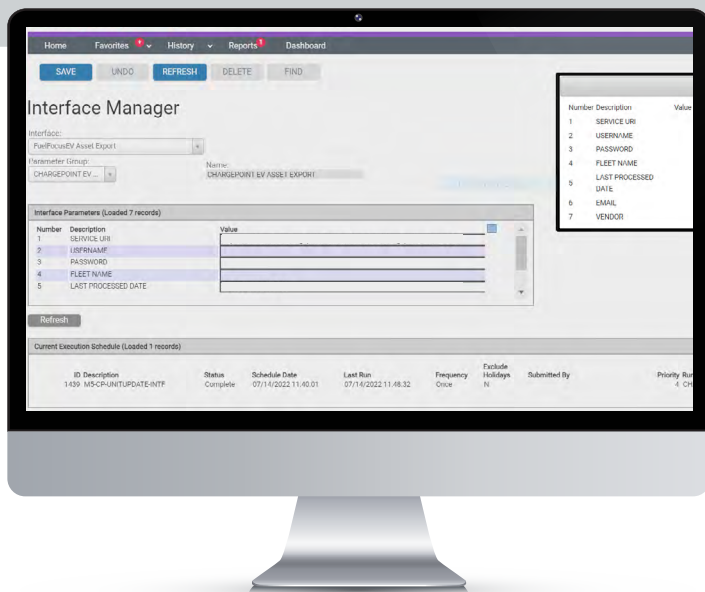 Home Favorites History Reports 1 Dashboard
SAVE UNDO REFRESH DELETE FIND
Interface Manager
Interface:
FuelFocusEV Asset Export
Parameter Group: Name:
CHARGEPOINT EV ... CHARGEPOINT EV ASSET EXPORT
Interface Parameters (Loaded 7 records)
Number Description Value
1 SERVICE URI
2 USERNAME
3 PASSWORD
4 FLEET NAME
5 LAST PROCESSED DATE
Refresh
Current Execution Schedule (Loaded 1 records)
ID Description Status Schedule Date Last Run Frequency Exclude Holidays Submitted By Priority Run
1439 M5-CP-UNITUPDATE-INTF Complete 07/14/2022 11.40.01 07/14/2022 11.48.32 Once N 4 CH
Number Description Value
1 SERVICE URI
2 USERNAME
3 PASSWORD
4 FLEET NAME
5 LAST PROCESSED
DATE
6 EMAIL
7 VENDOR